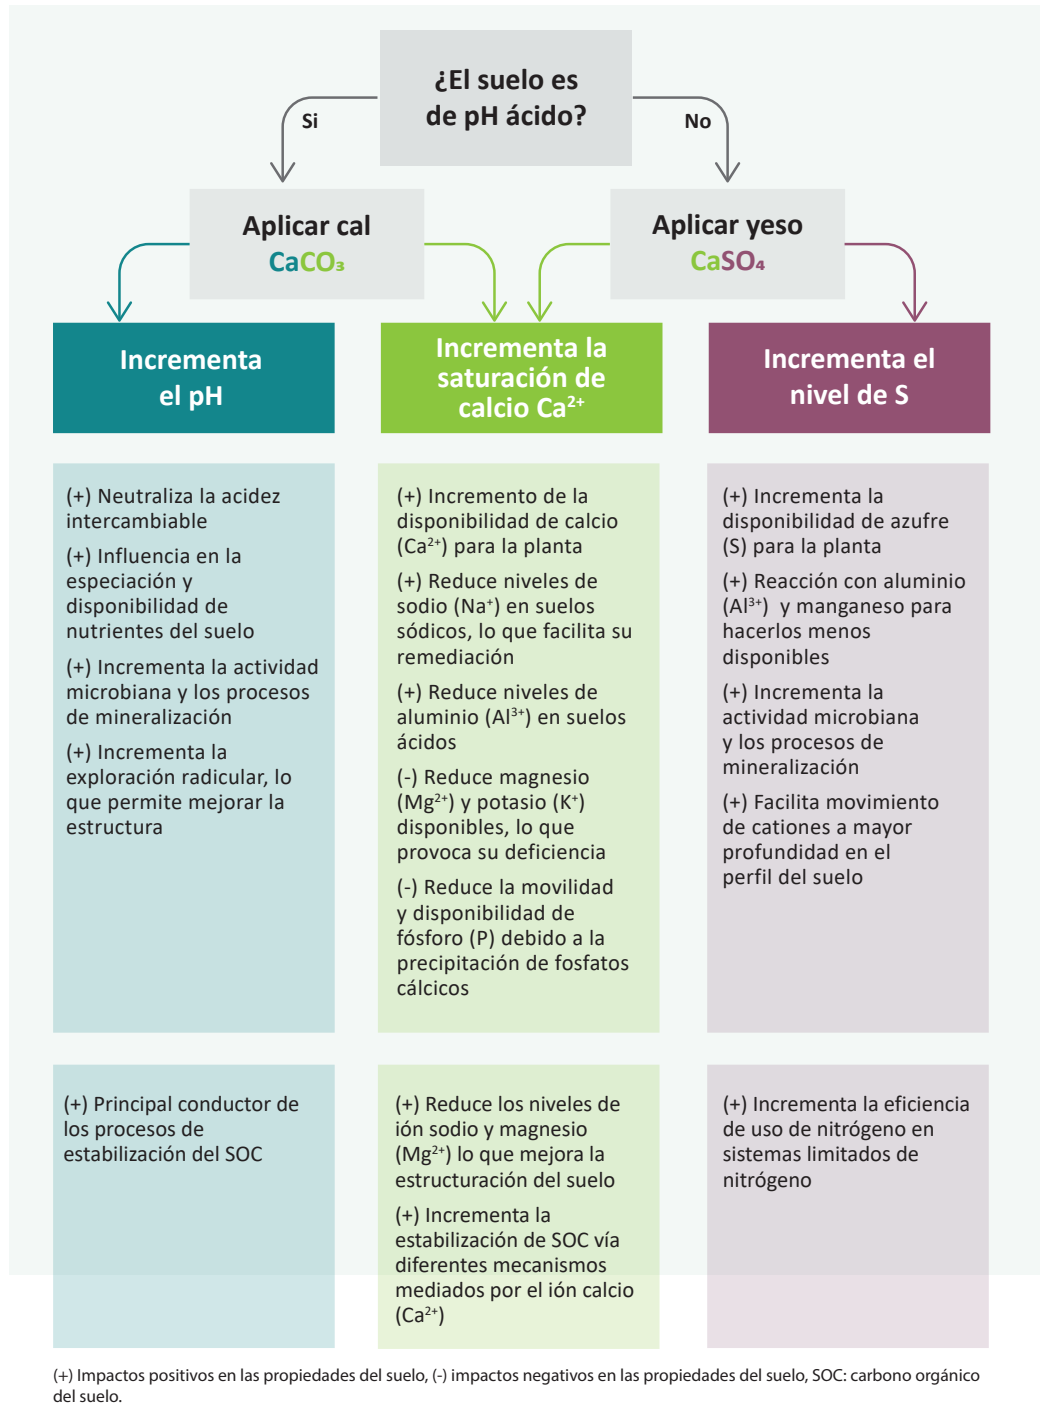 ¿El suelo es
de pH ácido?
Si
No
Aplicar cal
CaCO₃
Aplicar yeso
CaSO₄
Incrementa
el pH
Incrementa la
saturación de
calcio Ca²⁺
Incrementa el
nivel de S
(+) Neutraliza la acidez
intercambiable
(+) Influencia en la
especiación y
disponibilidad de
nutrientes del suelo
(+) Incrementa la actividad
microbiana y los procesos
de mineralización
(+) Incrementa la
exploración radicular, lo
que permite mejorar la
estructura
(+) Incremento de la
disponibilidad de calcio
(Ca²⁺) para la planta
(+) Reduce niveles de
sodio (Na⁺) en suelos
sódicos, lo que facilita su
remediación
(+) Reduce niveles de
aluminio (Al³⁺) en suelos
ácidos
(-) Reduce magnesio
(Mg²⁺) y potasio (K⁺)
disponibles, lo que
provoca su deficiencia
(-) Reduce la movilidad
y disponibilidad de
fósforo (P) debido a la
precipitación de fosfatos
cálcicos
(+) Incrementa la
disponibilidad de azufre
(S) para la planta
(+) Reacción con aluminio
(Al³⁺) y manganeso para
hacerlos menos
disponibles
(+) Incrementa la
actividad microbiana
y los procesos de
mineralización
(+) Facilita movimiento
de cationes a mayor
profundidad en el
perfil del suelo
(+) Principal conductor de
los procesos de
estabilización del SOC
(+) Reduce los niveles de
ión sodio y magnesio
(Mg²⁺) lo que mejora la
estructuración del suelo
(+) Incrementa la
estabilización de SOC vía
diferentes mecanismos
mediados por el ión calcio
(Ca²⁺)
(+) Incrementa la eficiencia
de uso de nitrógeno en
sistemas limitados de
nitrógeno
(+) Impactos positivos en las propiedades del suelo, (-) impactos negativos en las propiedades del suelo, SOC: carbono orgánico
del suelo.